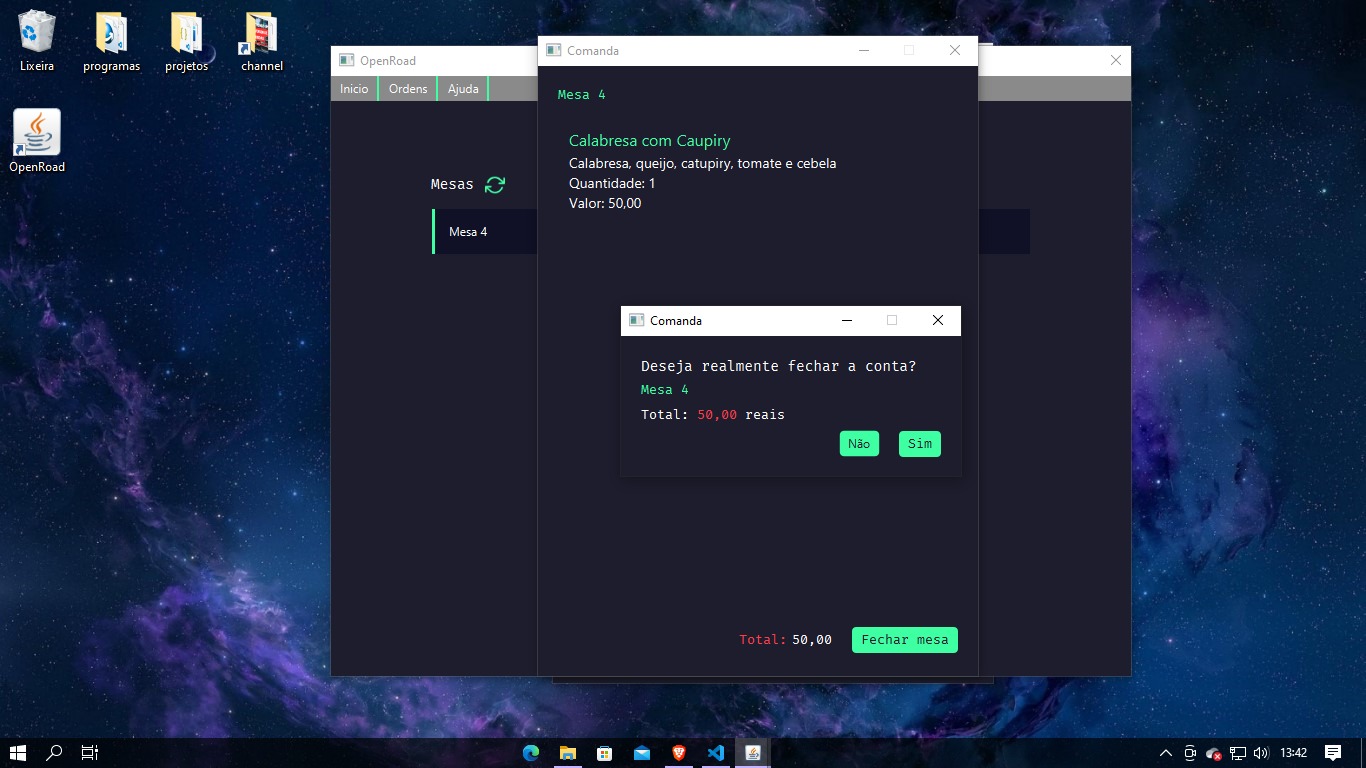 Lixeira
programas
projetos
channel
OpenRoad
OpenRoad
Inicio
Ordens
Ajuda
Mesas
Mesa 4
Comanda
Mesa 4
Calabresa com Caupiry
Calabresa, queijo, catupiry, tomate e cebela
Quantidade: 1
Valor: 50,00
Comanda
Deseja realmente fechar a conta?
Mesa 4
Total: 50,00 reais
Não
Sim
Total: 50,00
Fechar mesa
13:42